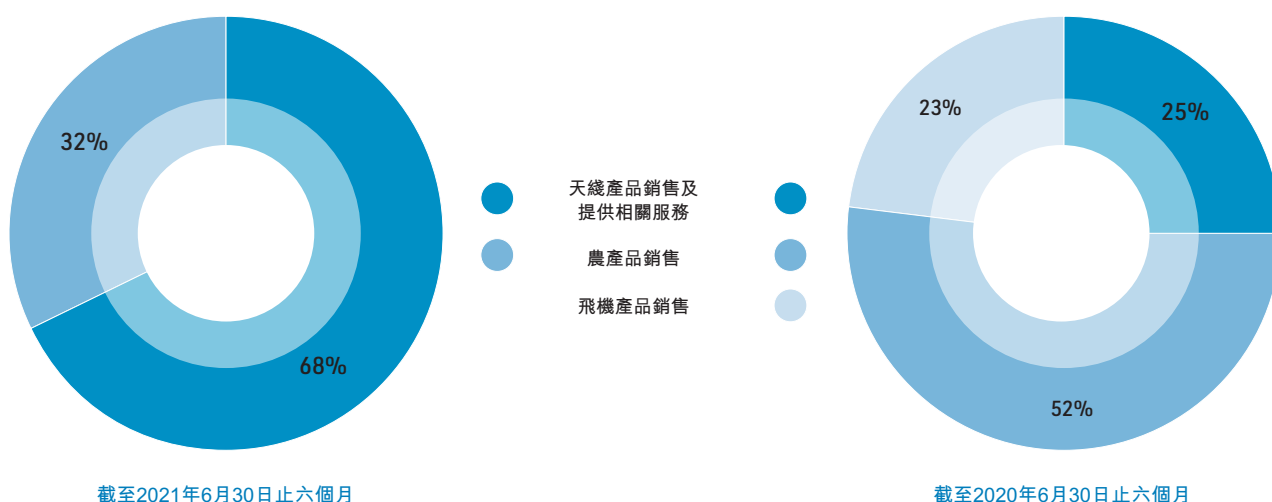 32%
68%
截至2021年6月30日止六個月
天綫產品銷售及
提供相關服務
農產品銷售
飛機產品銷售
23%
25%
52%
截至2020年6月30日止六個月